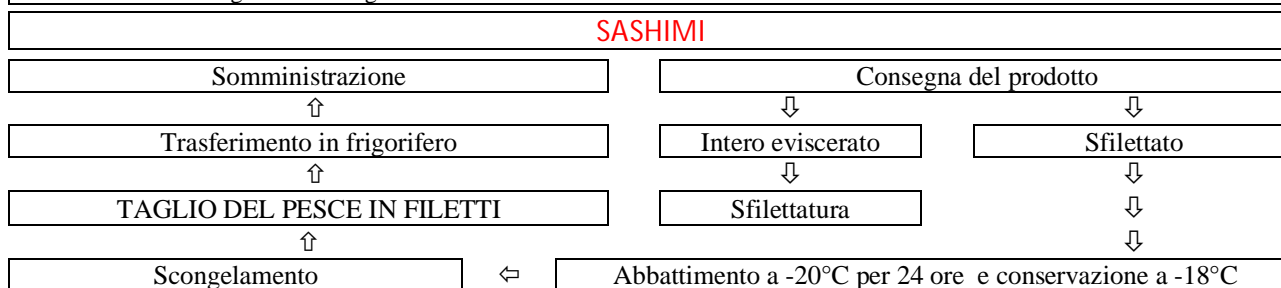 SASHIMI
Somministrazione Consegna del prodotto
⇧ ⇩ ⇩
Trasferimento in frigorifero Intero eviscerato Sfilettato
⇧ ⇩ ⇩
TAGLIO DEL PESCE IN FILETTI Sfilettatura ⇩
⇧ ⇩
Scongelamento ⇦ Abbattimento a -20°C per 24 ore e conservazione a -18°C